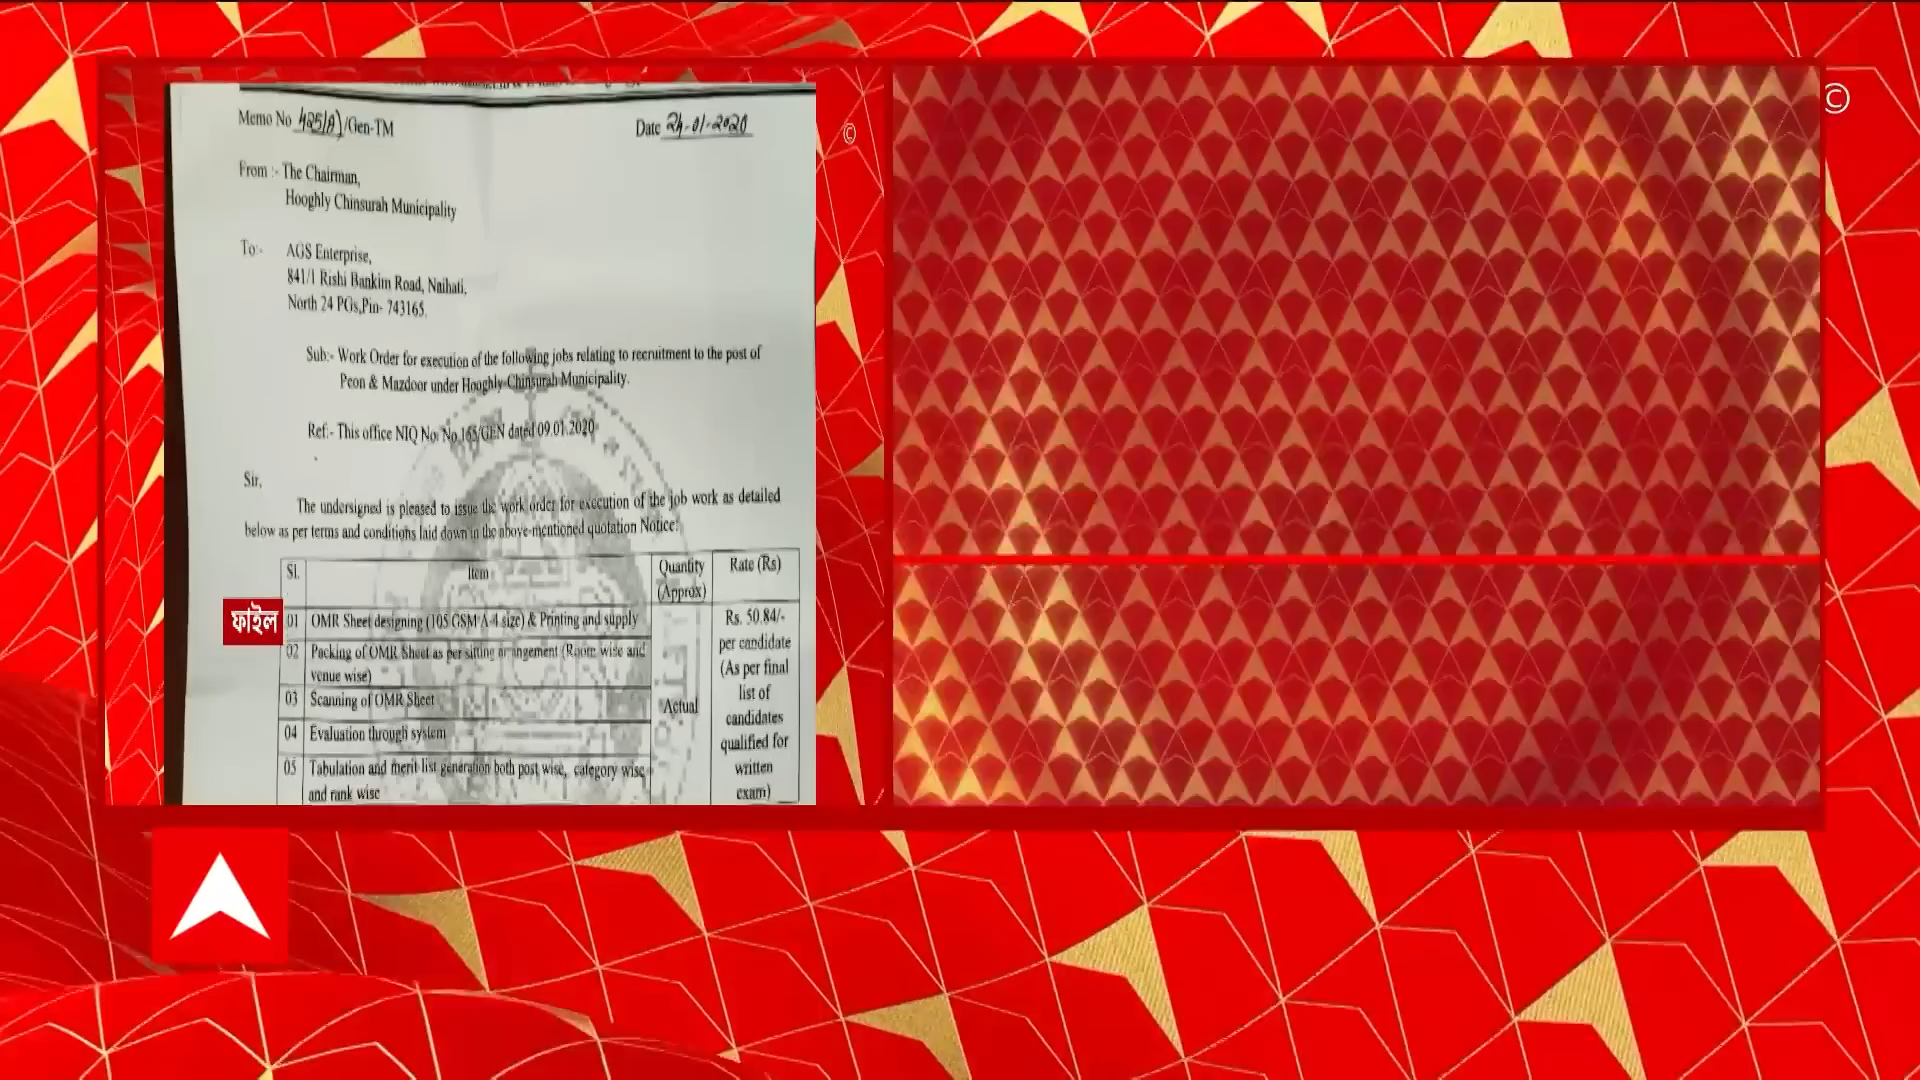 Memo No 425(A)/Gen-TM
Date 24-01-2020
©
©
From :- The Chairman,
Hooghly Chinsurah Municipality
To:- AGS Enterprise,
841/1 Rishi Bankim Road, Naihati,
North 24 PGs,Pin- 743165.
Sub:- Work Order for execution of the following jobs relating to recruitment to the post of
Peon & Mazdoor under Hooghly Chinsurah Municipality.
Ref:- This office NIQ No. No.165/GEN dated 09.01.2020
Sir,
The undersigned is pleased to issue the work order for execution of the job work as detailed
below as per terms and conditions laid down in the above-mentioned quotation Notice:
Sl. Item Quantity (Approx) Rate (Rs)
ফাইল
01 OMR Sheet designing (105 GSM A-4 size) & Printing and supply
02 Packing of OMR Sheet as per sitting arrangement (Room wise and
venue wise)
03 Scanning of OMR Sheet
04 Evaluation through system
05 Tabulation and merit list generation both post wise, category wise
and rank wise
Actual
Rs. 50.84/-
per candidate
(As per final
list of
candidates
qualified for
written
exam)